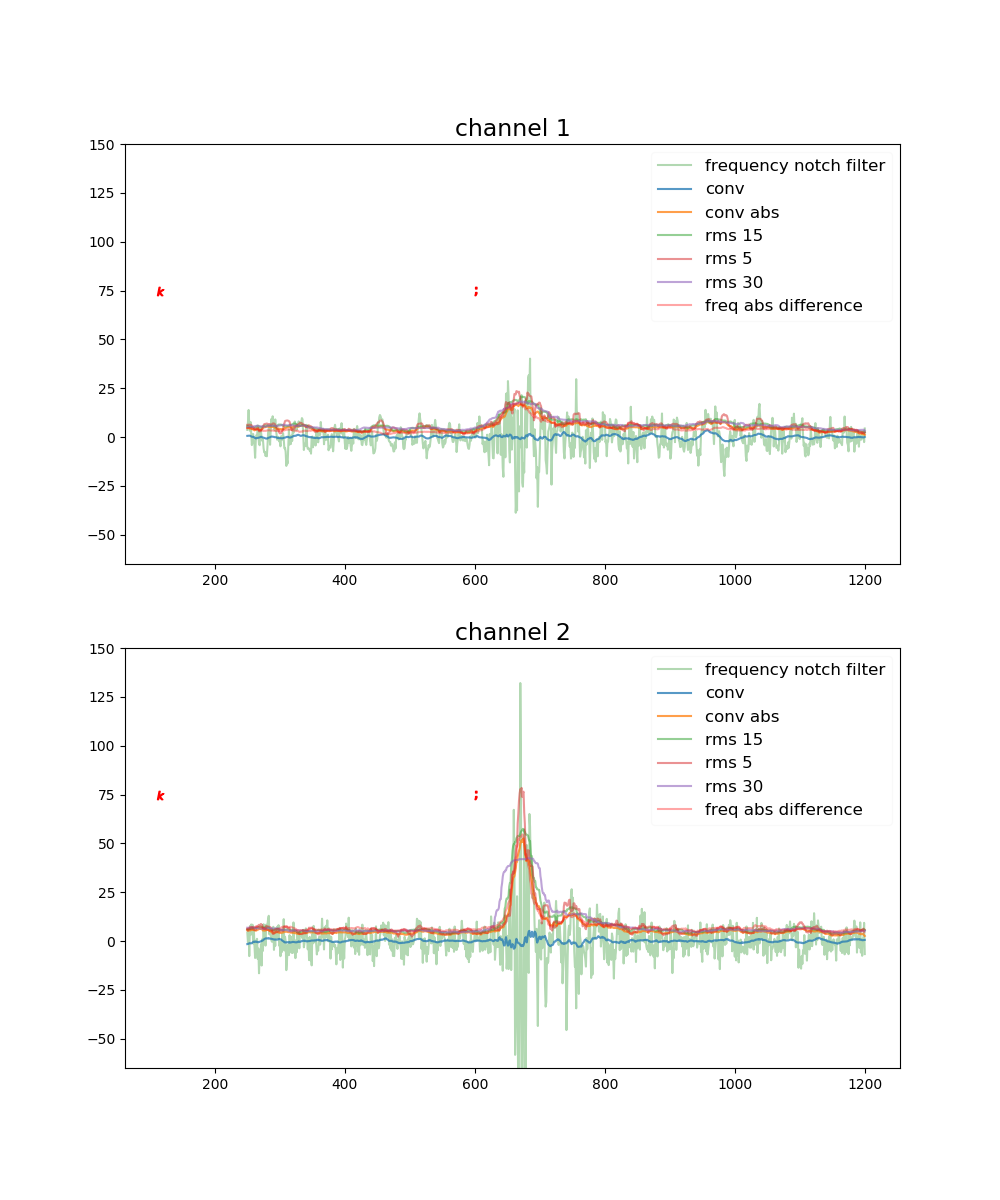 channel 1
150
125
100
75
50
25
0
−25
−50
frequency notch filter
conv
conv abs
rms 15
rms 5
rms 30
freq abs difference
k ;
200 400 600 800 1000 1200
channel 2
150
125
100
75
50
25
0
−25
−50
frequency notch filter
conv
conv abs
rms 15
rms 5
rms 30
freq abs difference
k ;
200 400 600 800 1000 1200